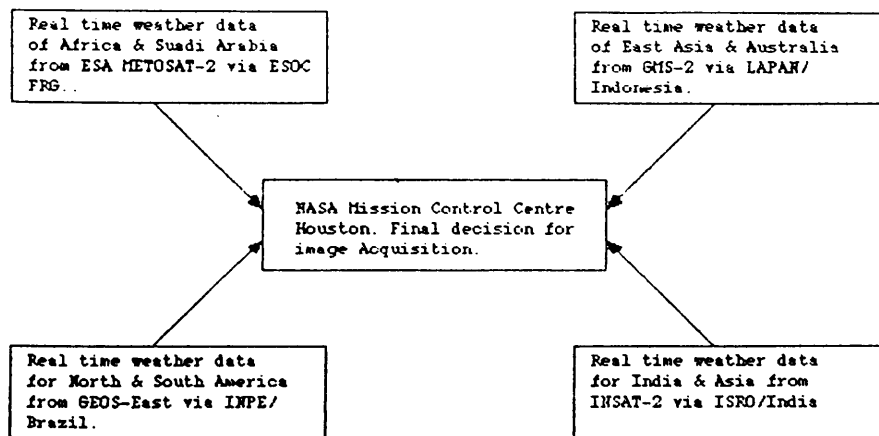 Real time weather data
of Africa & Suadi Arabia
from ESA METOSAT-2 via ESOC
FRG..
Real time weather data
of East Asia & Australia
from GMS-2 via LAPAN/
Indonesia.
NASA Mission Control Centre
Houston. Final decision for
image Acquisition.
Real time weather data
for North & South America
from GEOS-East via INPE/
Brazil.
Real time weather data
for India & Asia from
INSAT-2 via ISRO/India